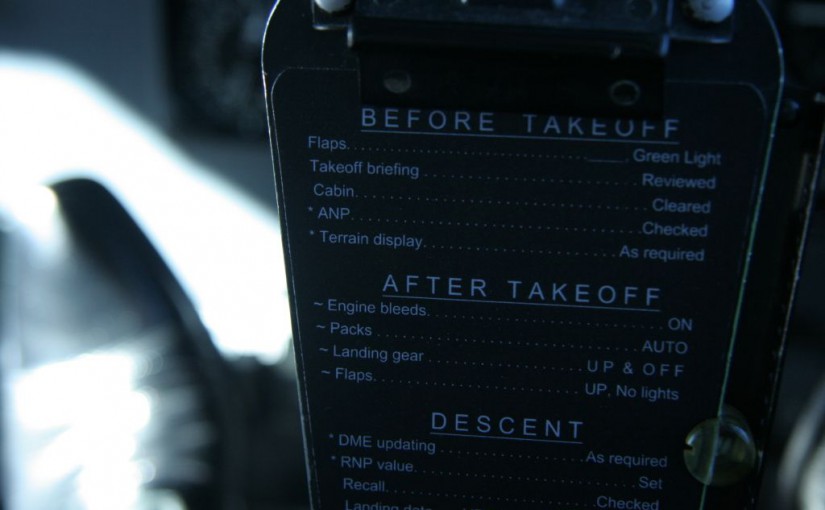 BEFORE TAKEOFF
Flaps.............................____. Green Light
Takeoff briefing ............................ Reviewed
Cabin..................................... Cleared
* ANP..................................... Checked
* Terrain display......................... As required
AFTER TAKEOFF
~ Engine bleeds............................ ON
~ Packs .................................. AUTO
~ Landing gear .................... UP & OFF
~ Flaps............................. UP. No lights
DESCENT
* DME updating .................. As required
* RNP value........................... Set
Recall........................... Checked
Landing